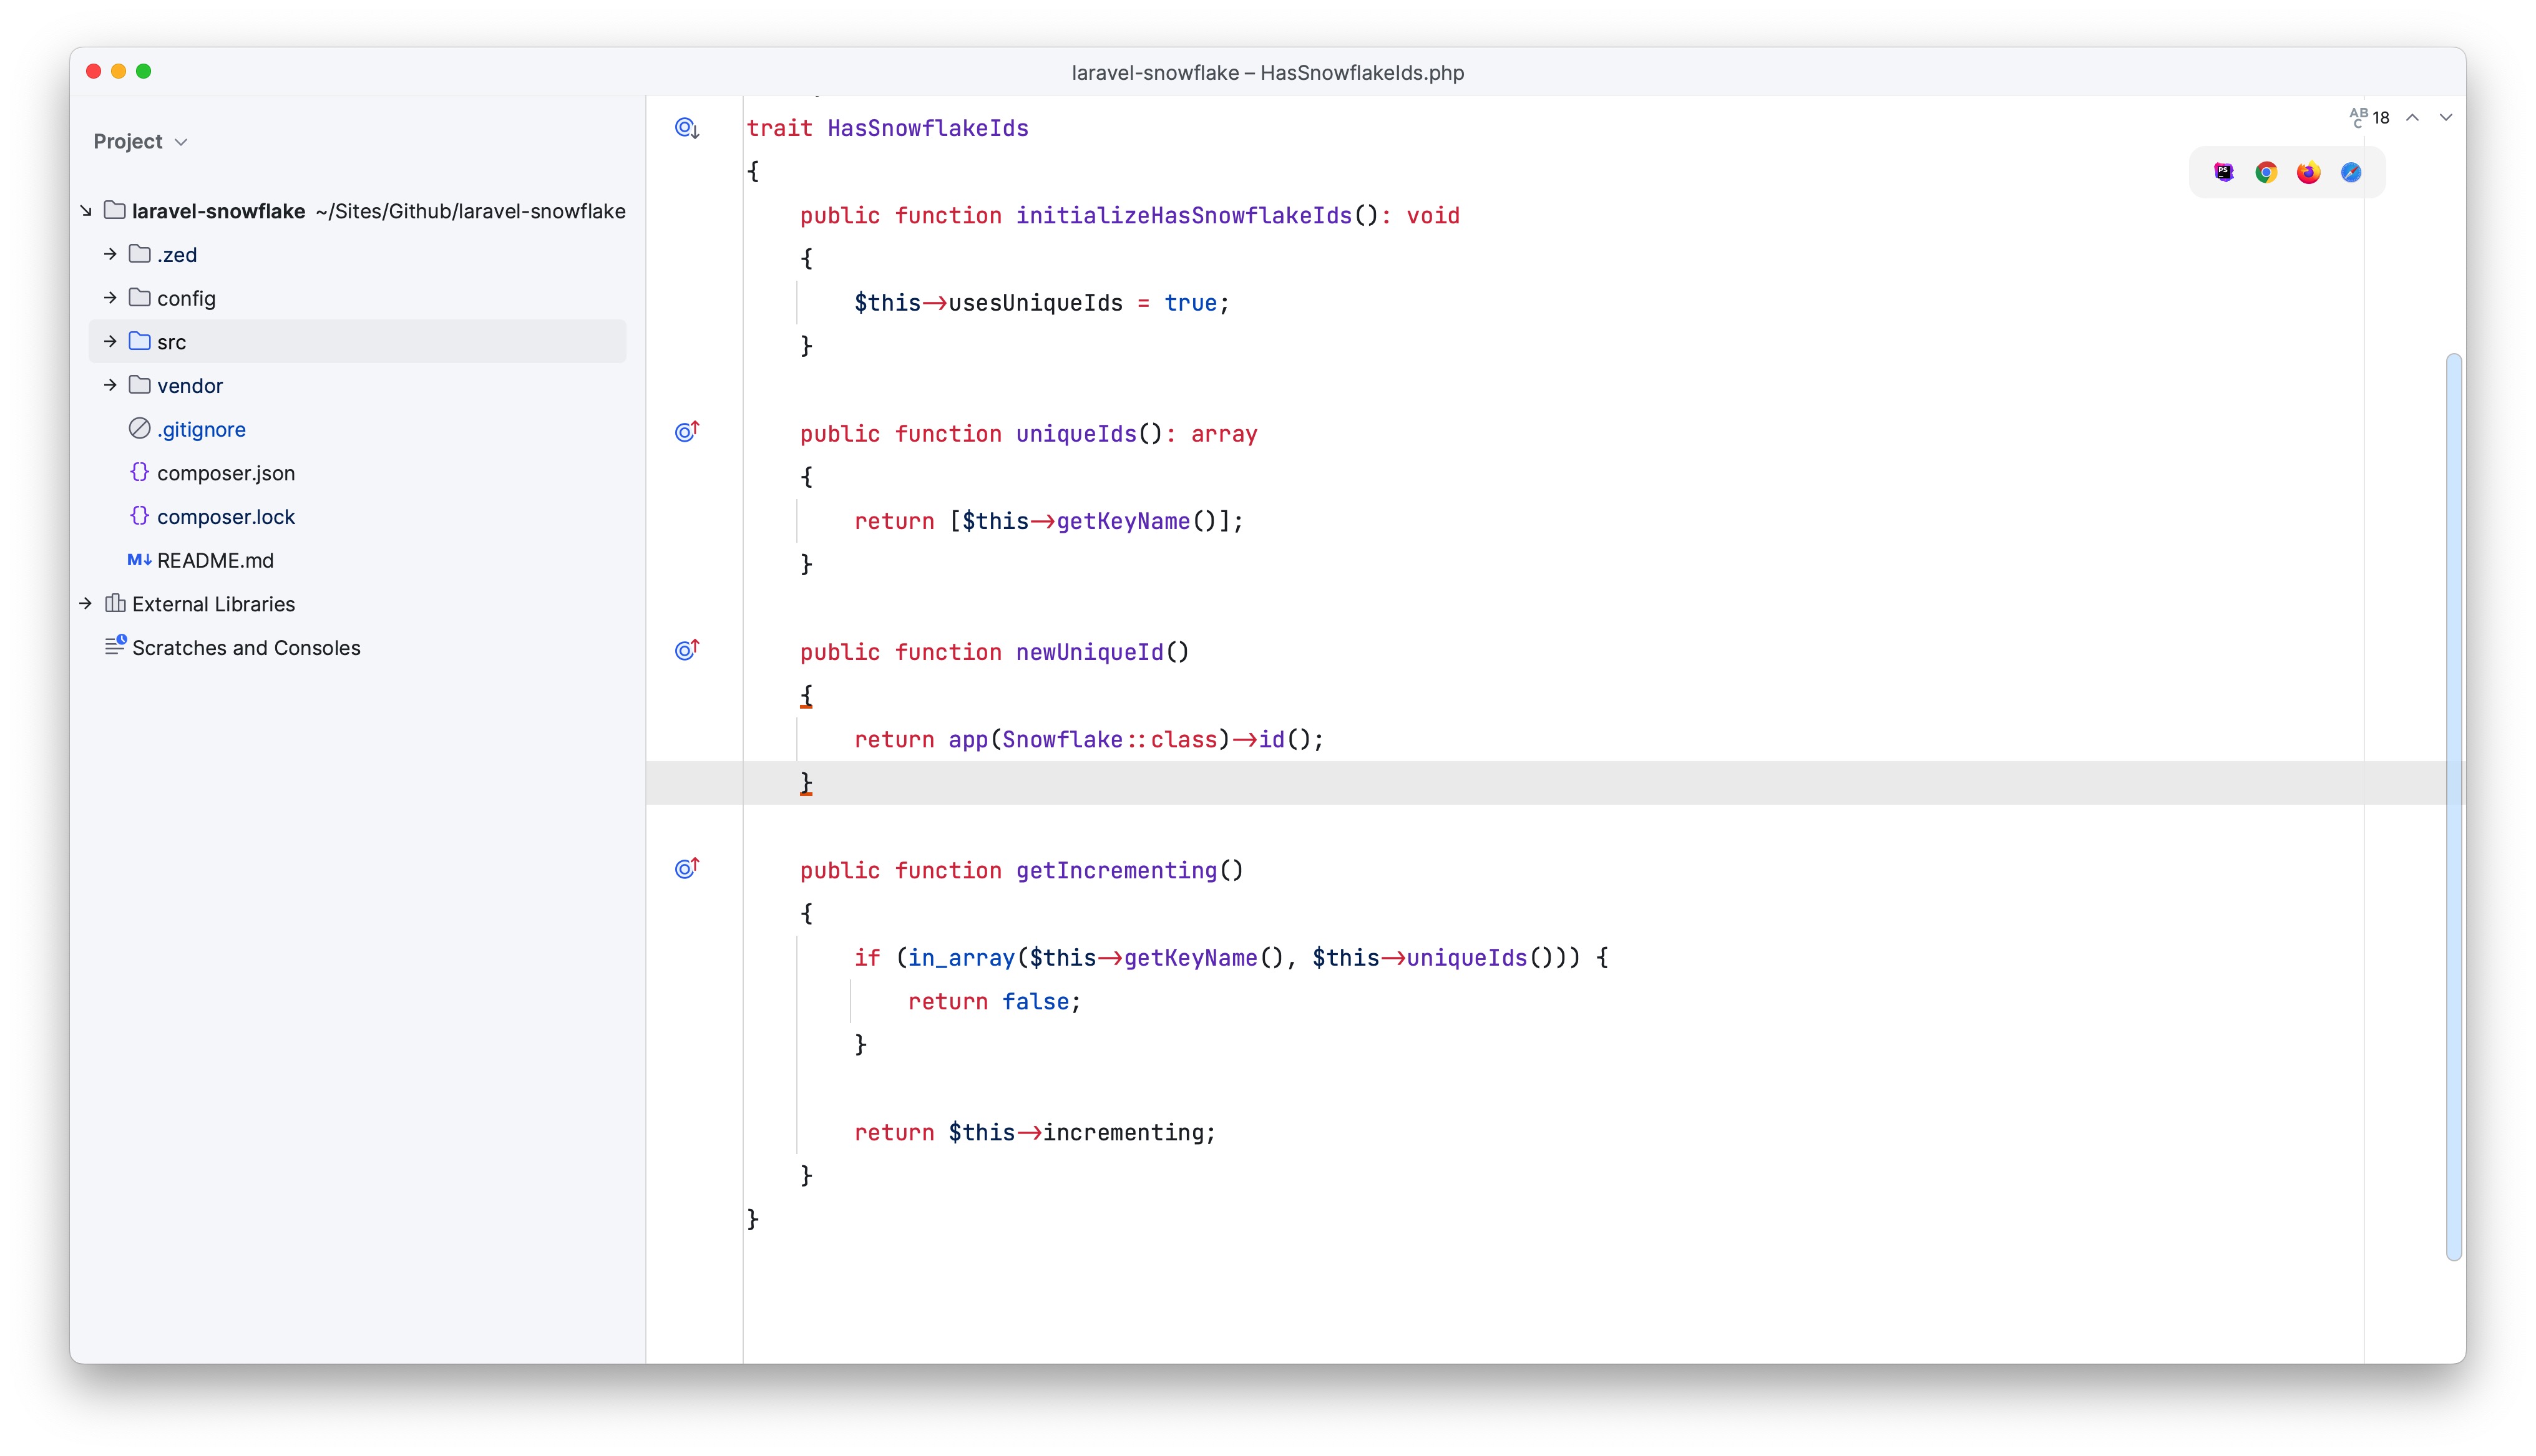 laravel-snowflake – HasSnowflakeIds.php
Project
laravel-snowflake ~/Sites/Github/laravel-snowflake
.zed
config
src
vendor
.gitignore
{} composer.json
{} composer.lock
M↓ README.md
External Libraries
Scratches and Consoles
ABC 18
PS
trait HasSnowflakeIds
{
    public function initializeHasSnowflakeIds(): void
    {
        $this->usesUniqueIds = true;
    }
    public function uniqueIds(): array
    {
        return [$this->getKeyName()];
    }
    public function newUniqueId()
    {
        return app(Snowflake::class)->id();
    }
    public function getIncrementing()
    {
        if (in_array($this->getKeyName(), $this->uniqueIds())) {
            return false;
        }
        return $this->incrementing;
    }
}